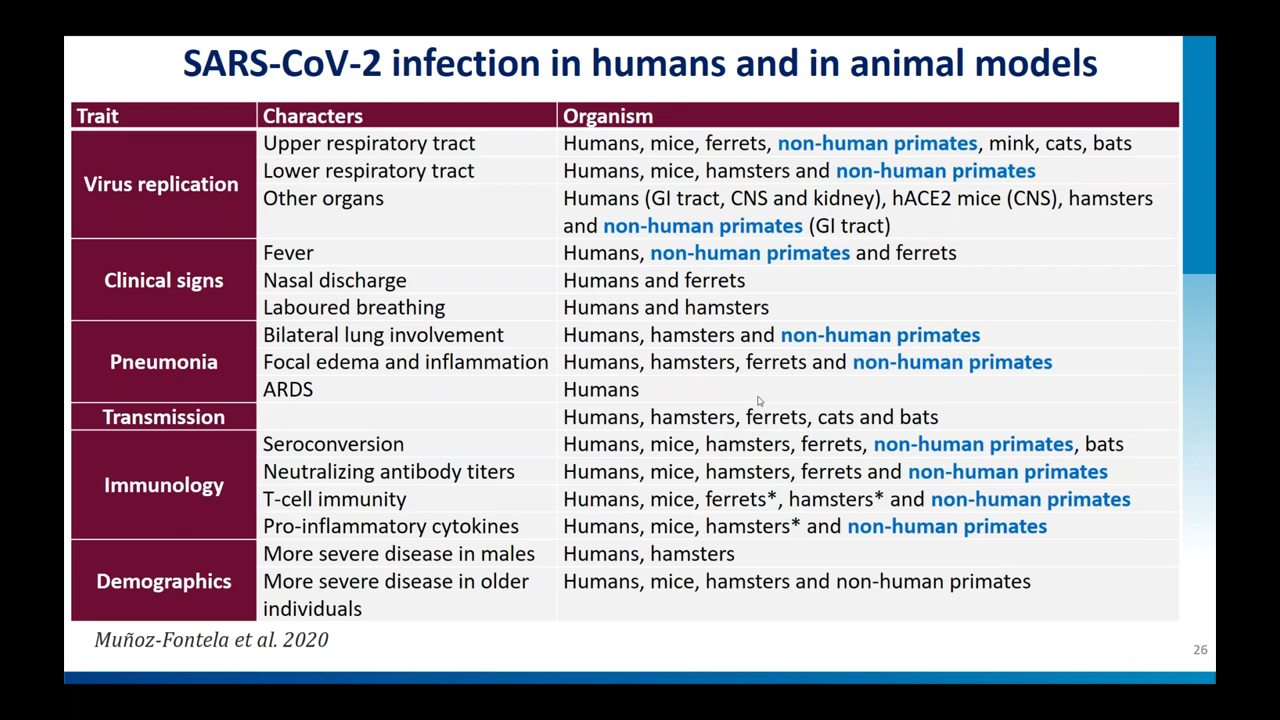 SARS-CoV-2 infection in humans and in animal models
Trait Characters Organism
Virus replication
Upper respiratory tract Humans, mice, ferrets, non-human primates, mink, cats, bats
Lower respiratory tract Humans, mice, hamsters and non-human primates
Other organs Humans (GI tract, CNS and kidney), hACE2 mice (CNS), hamsters
and non-human primates (GI tract)
Clinical signs
Fever Humans, non-human primates and ferrets
Nasal discharge Humans and ferrets
Laboured breathing Humans and hamsters
Pneumonia
Bilateral lung involvement Humans, hamsters and non-human primates
Focal edema and inflammation Humans, hamsters, ferrets and non-human primates
ARDS Humans
Transmission Humans, hamsters, ferrets, cats and bats
Immunology
Seroconversion Humans, mice, hamsters, ferrets, non-human primates, bats
Neutralizing antibody titers Humans, mice, hamsters, ferrets and non-human primates
T-cell immunity Humans, mice, ferrets*, hamsters* and non-human primates
Pro-inflammatory cytokines Humans, mice, hamsters* and non-human primates
Demographics
More severe disease in males Humans, hamsters
More severe disease in older Humans, mice, hamsters and non-human primates
individuals
Muñoz-Fontela et al. 2020
26